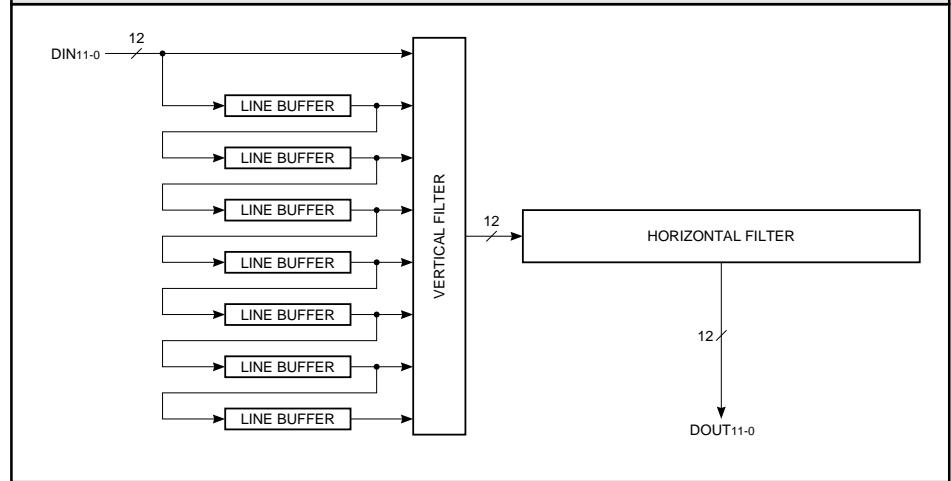 12
DIN11-0
LINE BUFFER
LINE BUFFER
LINE BUFFER
LINE BUFFER
LINE BUFFER
LINE BUFFER
LINE BUFFER
VERTICAL FILTER
12
HORIZONTAL FILTER
12
DOUT11-0